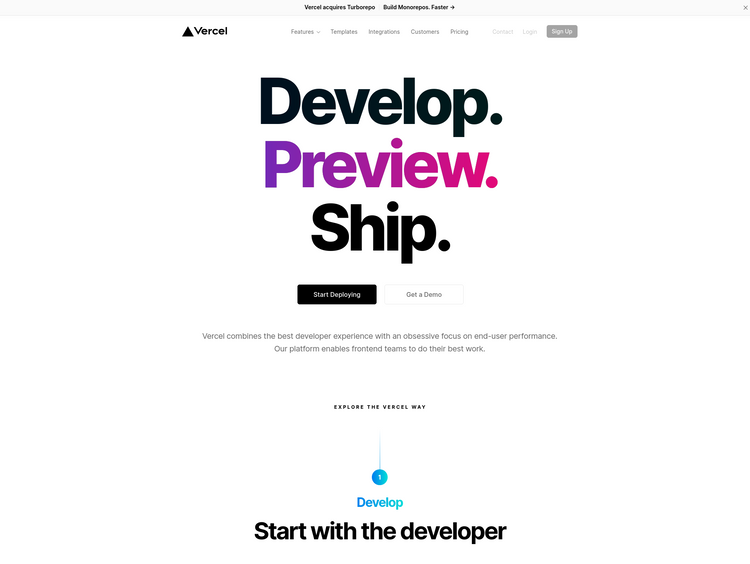 Vercel acquires Turborepo Build Monorepos. Faster →
Vercel Features Templates Integrations Customers Pricing Contact Login Sign Up
Develop.
Preview.
Ship.
Start Deploying Get a Demo
Vercel combines the best developer experience with an obsessive focus on end-user performance.
Our platform enables frontend teams to do their best work.
EXPLORE THE VERCEL WAY
1
Develop
Start with the developer